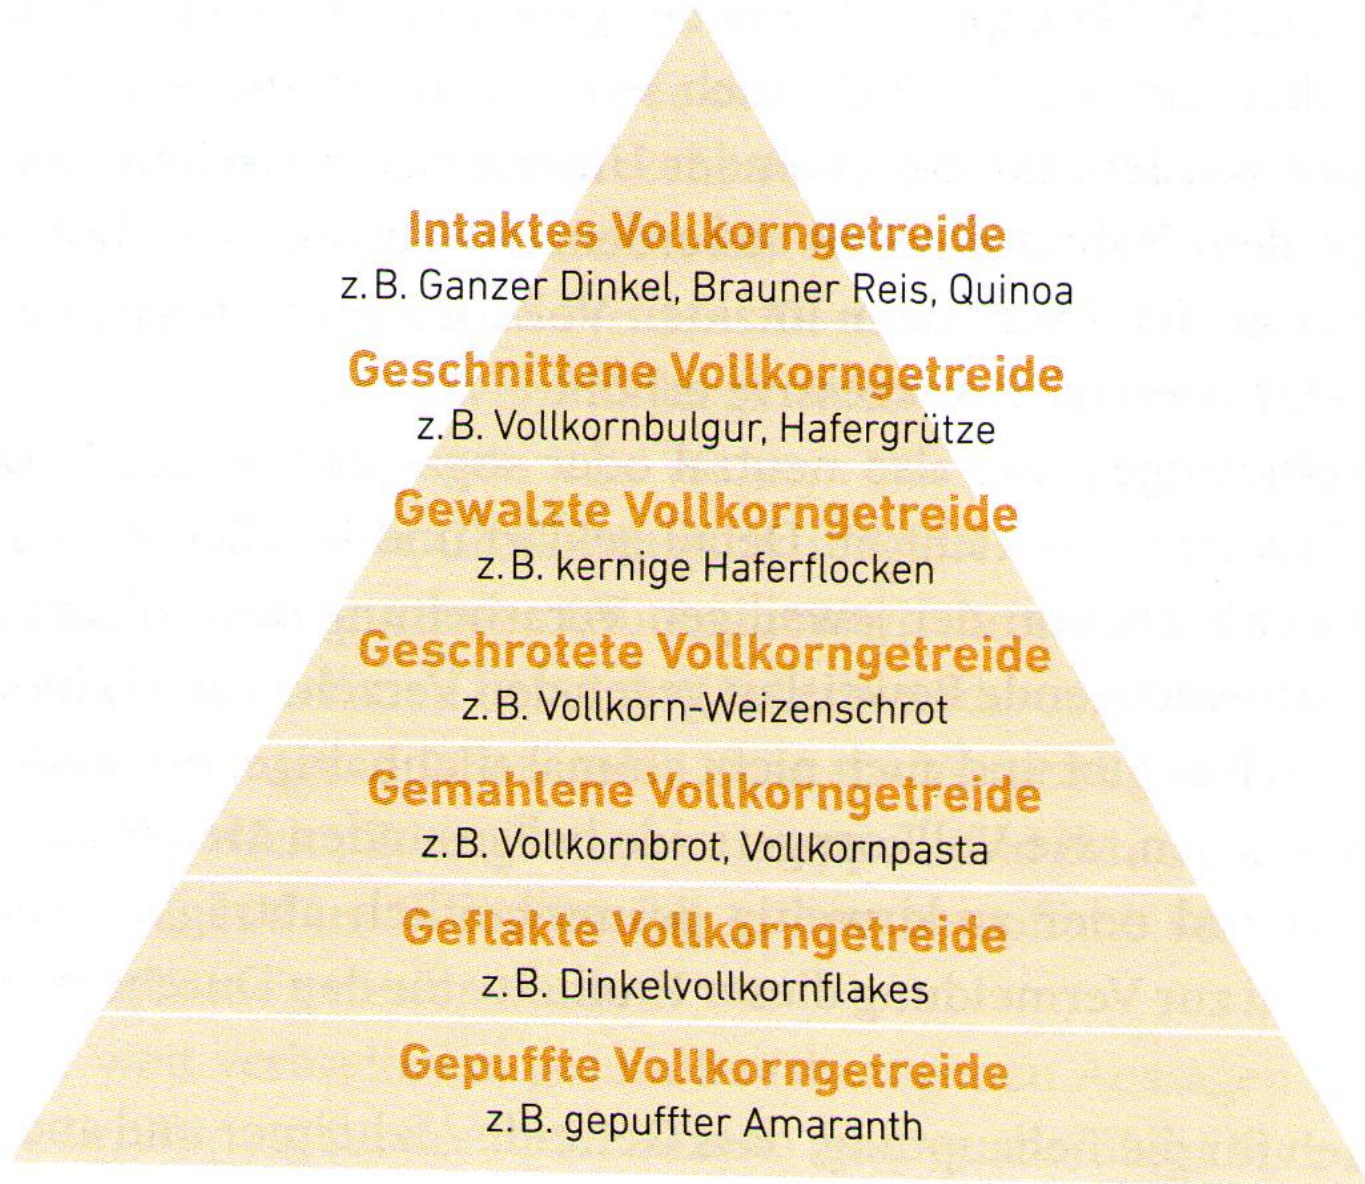 Intaktes Vollkorngetreide
z. B. Ganzer Dinkel, Brauner Reis, Quinoa
Geschnittene Vollkorngetreide
z. B. Vollkornbulgur, Hafergrütze
Gewalzte Vollkorngetreide
z. B. kernige Haferflocken
Geschrotete Vollkorngetreide
z. B. Vollkorn-Weizenschrot
Gemahlene Vollkorngetreide
z. B. Vollkornbrot, Vollkornpasta
Geflakte Vollkorngetreide
z. B. Dinkelvollkornflakes
Gepuffte Vollkorngetreide
z. B. gepuffter Amaranth